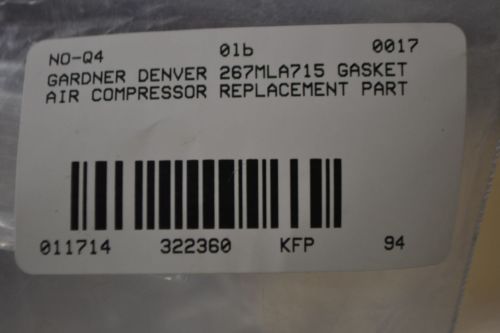 NO-Q4 01b 0017
GARDNER DENVER 267MLA715 GASKET
AIR COMPRESSOR REPLACEMENT PART
011714 322360 KFP 94